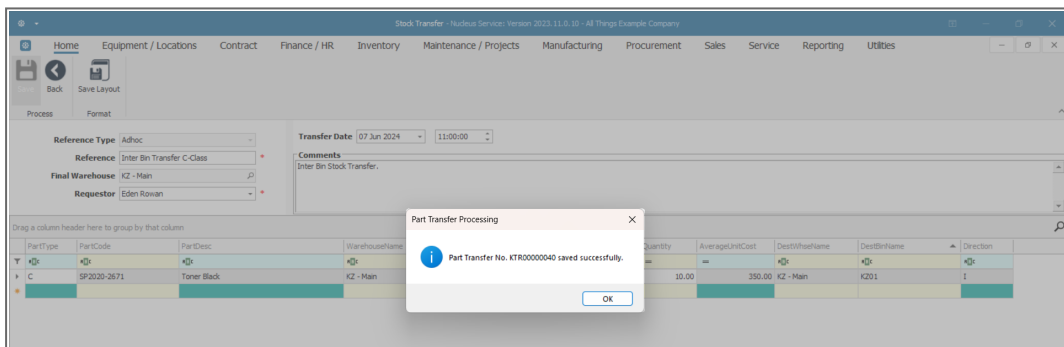 Stock Transfer - Nucleus Service: Version 2023.11.0.10 - All Things Example Company
Home Equipment / Locations Contract Finance / HR Inventory Maintenance / Projects Manufacturing Procurement Sales Service Reporting Utilities
Save Back Save Layout
Process Format
Reference Type Adhoc
Transfer Date 07 Jun 2024 11:00:00
Reference Inter Bin Transfer C-Class *
Comments
Inter Bin Stock Transfer.
Final Warehouse KZ - Main
Requestor Eden Rowan *
Part Transfer Processing
Drag a column header here to group by that column
PartType PartCode PartDesc WarehouseName Quantity AverageUnitCost DestWhseName DestBinName Direction
Part Transfer No. KTR00000040 saved successfully.
C SP2020-2671 Toner Black KZ - Main 10.00 350.00 KZ - Main KZ01 I
OK